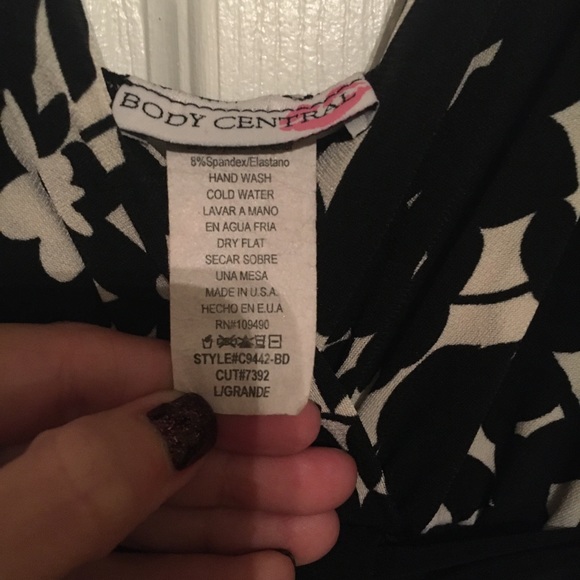 BODY CENTRAL
8%Spandex/Elastano
HAND WASH
COLD WATER
LAVAR A MANO
EN AGUA FRIA
DRY FLAT
SECAR SOBRE
UNA MESA
MADE IN U.S.A.
HECHO EN E.U.A
RN#109490
STYLE#C9442-BD
CUT#7392
L/GRANDE